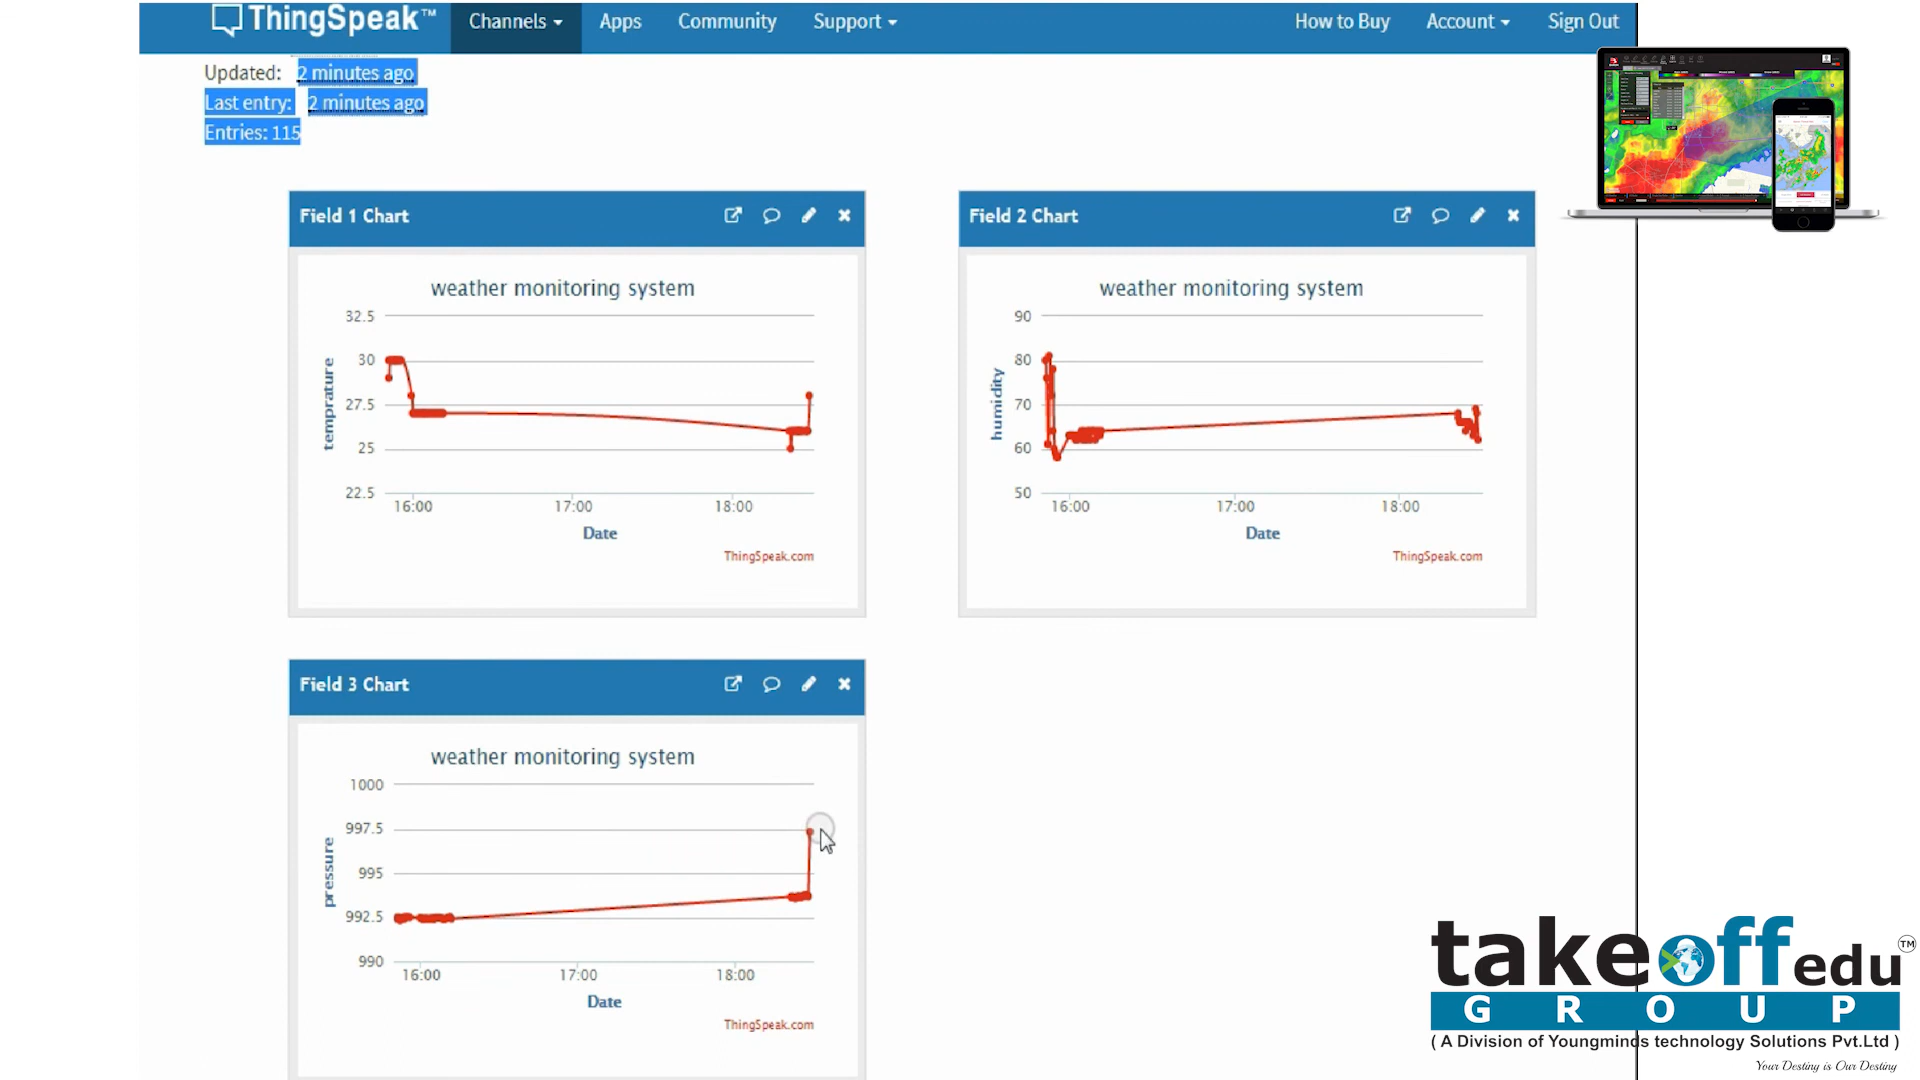 ThingSpeak™ Channels Apps Community Support How to Buy Account Sign Out
Updated: 2 minutes ago
Last entry: 2 minutes ago
Entries: 115
Field 1 Chart
weather monitoring system
32.5
30
27.5
25
22.5
temprature
16:00 17:00 18:00
Date
ThingSpeak.com
Field 2 Chart
weather monitoring system
90
80
70
60
50
humidity
16:00 17:00 18:00
Date
ThingSpeak.com
Field 3 Chart
weather monitoring system
1000
997.5
995
992.5
990
pressure
16:00 17:00 18:00
Date
ThingSpeak.com
takeoff edu ™
GROUP
( A Division of Youngminds technology Solutions Pvt.Ltd )
Your Destiny is Our Destiny